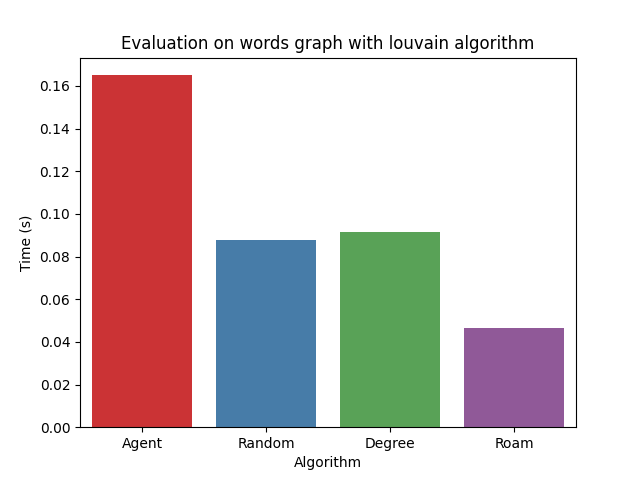 Evaluation on words graph with louvain algorithm
0.16
0.14
0.12
0.10
0.08
0.06
0.04
0.02
0.00
Time (s)
Agent Random Degree Roam
Algorithm